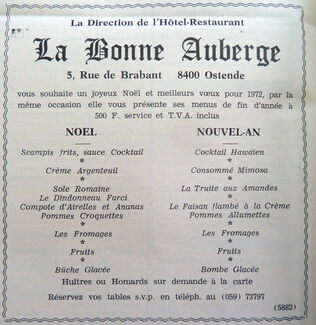 La Direction de l'Hôtel-Restaurant
La Bonne Auberge
5, Rue de Brabant 8400 Ostende
vous souhaite un joyeux Noël et meilleurs vœux pour 1972, par la
même occasion elle vous présente ses menus de fin d'année à
500 F. service et T.V.A. inclus
NOEL
Scampis frits, sauce Cocktail
*
Crème Argenteuil
*
Sole Romaine
Le Dindonneau Farci
Compote d'Airelles et Ananas
Pommes Croquettes
*
Les Fromages
*
Fruits
*
Bûche Glacée
NOUVEL-AN
Cocktail Hawaïen
*
Consommé Mimosa
*
La Truite aux Amandes
*
Le Faisan flambé à la Crème
Pommes Allumettes
*
Les Fromages
*
Fruits
*
Bombe Glacée
Huîtres ou Homards sur demande à la carte
Réservez vos tables s.v.p. en téléph. au (059) 73797
(5882)